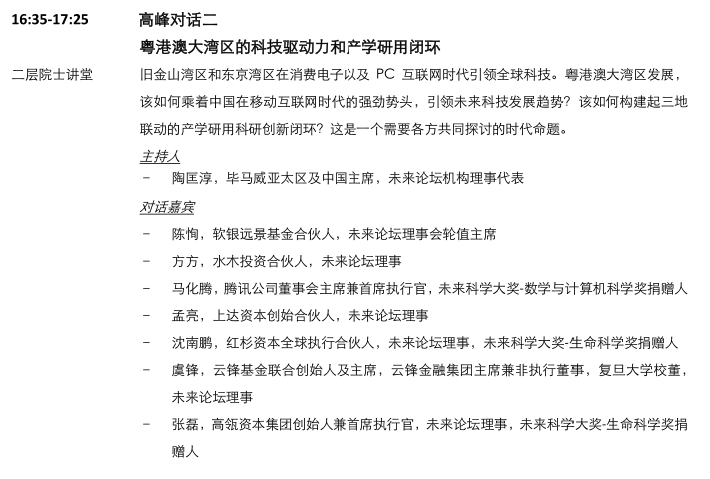 16:35-17:25 高峰对话二
粤港澳大湾区的科技驱动力和产学研用闭环
二层院士讲堂 旧金山湾区和东京湾区在消费电子以及 PC 互联网时代引领全球科技。粤港澳大湾区发展，
该如何乘着中国在移动互联网时代的强劲势头，引领未来科技发展趋势？该如何构建起三地
联动的产学研用科研创新闭环？这是一个需要各方共同探讨的时代命题。
主持人
– 陶匡淳，毕马威亚太区及中国主席，未来论坛机构理事代表
对话嘉宾
– 陈恂，软银远景基金合伙人，未来论坛理事会轮值主席
– 方方，水木投资合伙人，未来论坛理事
– 马化腾，腾讯公司董事会主席兼首席执行官，未来科学大奖-数学与计算机科学奖捐赠人
– 孟亮，上达资本创始合伙人，未来论坛理事
– 沈南鹏，红杉资本全球执行合伙人，未来论坛理事，未来科学大奖-生命科学奖捐赠人
– 虞锋，云锋基金联合创始人及主席，云锋金融集团主席兼非执行董事，复旦大学校董，
未来论坛理事
– 张磊，高瓴资本集团创始人兼首席执行官，未来论坛理事，未来科学大奖-生命科学奖捐
赠人